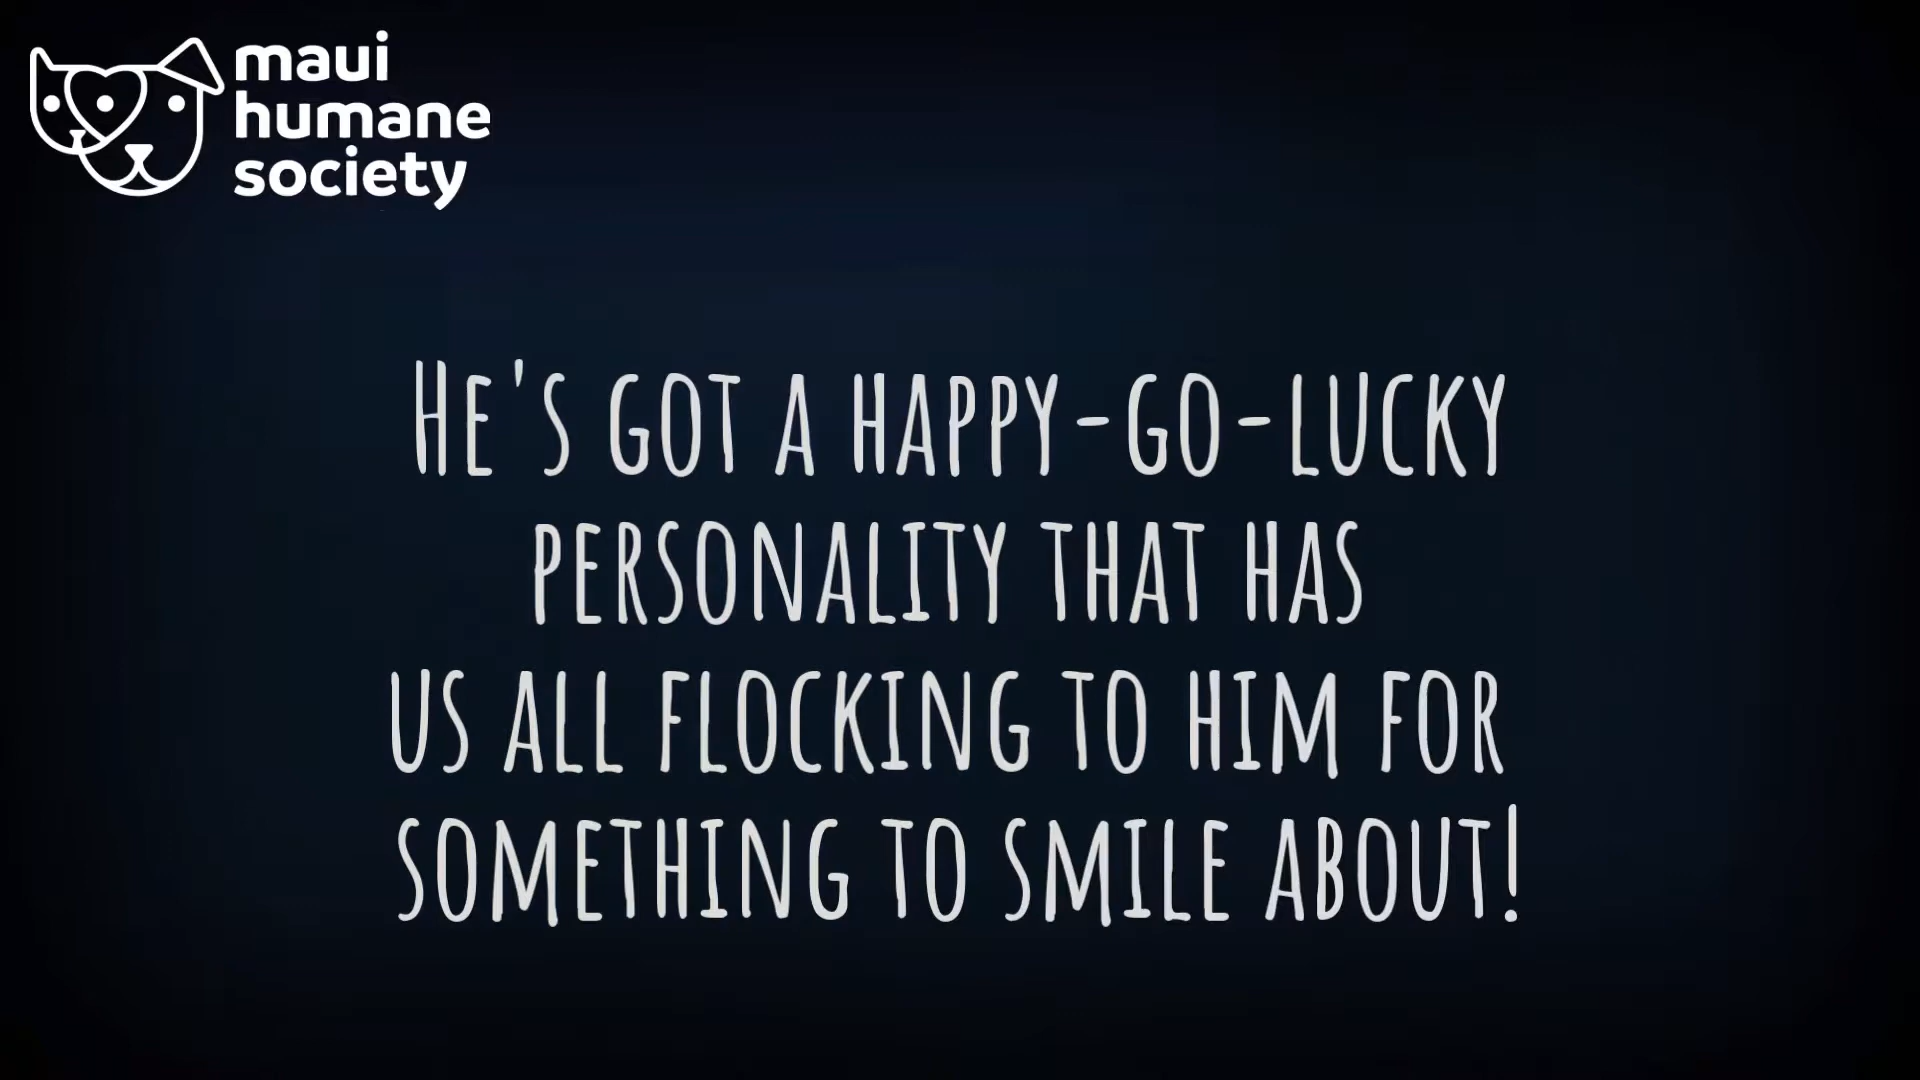 maui
humane
society
He's got a happy-go-lucky
personality that has
us all flocking to him for
something to smile about!